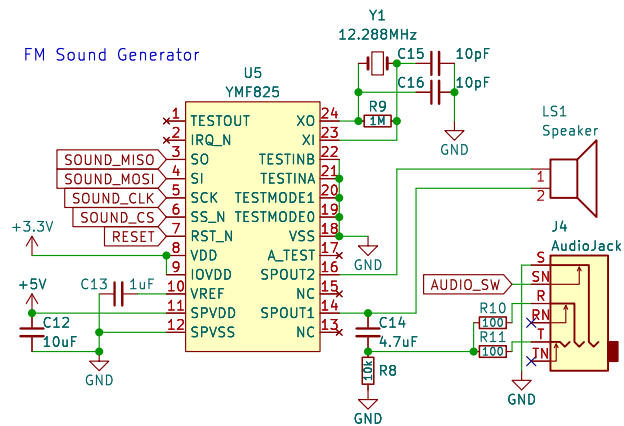 FM Sound Generator
Y1
12.288MHz
C15
10pF
C16
10pF
R9
1M
GND
U5
YMF825
1 TESTOUT XO 24
2 IRQ_N XI 23
SOUND_MISO 3 SO TESTINB 22
SOUND_MOSI 4 SI TESTINA 21
SOUND_CLK 5 SCK TESTMODE1 20
SOUND_CS 6 SS_N TESTMODE0 19
RESET 7 RST_N VSS 18
+3.3V 8 VDD A_TEST 17
9 IOVDD SPOUT2 16
10 VREF NC 15
11 SPVDD SPOUT1 14
12 SPVSS NC 13
GND
C13
1uF
+5V
C12
10uF
GND
C14
4.7uF
10k
R8
GND
LS1
Speaker
1
2
J4
AudioJack
S
AUDIO_SW
SN
R
R10
100
RN
R11
100
T
TN
GND